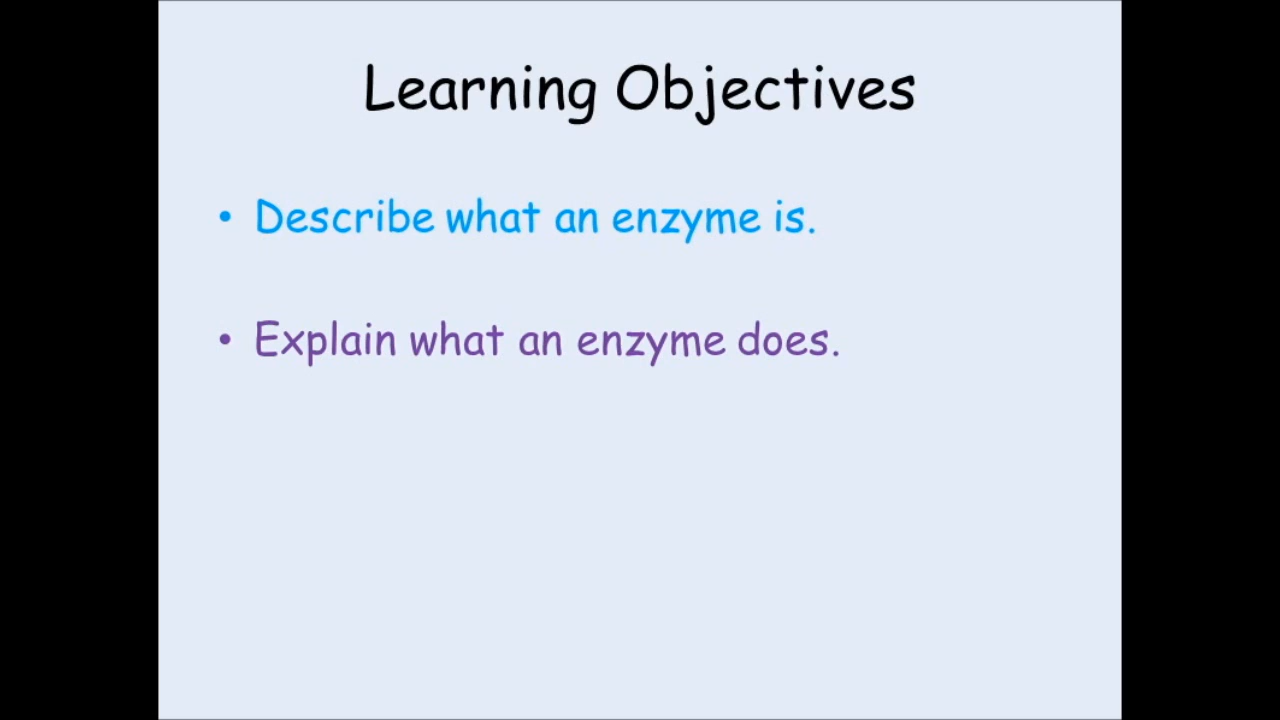 Learning Objectives
• Describe what an enzyme is.
• Explain what an enzyme does.